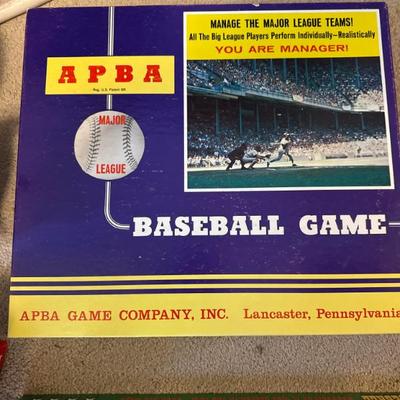 MANAGE THE MAJOR LEAGUE TEAMS!
All The Big League Players Perform Individually—Realistically
YOU ARE MANAGER!
APBA
Reg. U.S. Patent Off.
MAJOR
LEAGUE
BASEBALL GAME
APBA GAME COMPANY, INC. Lancaster, Pennsylvania